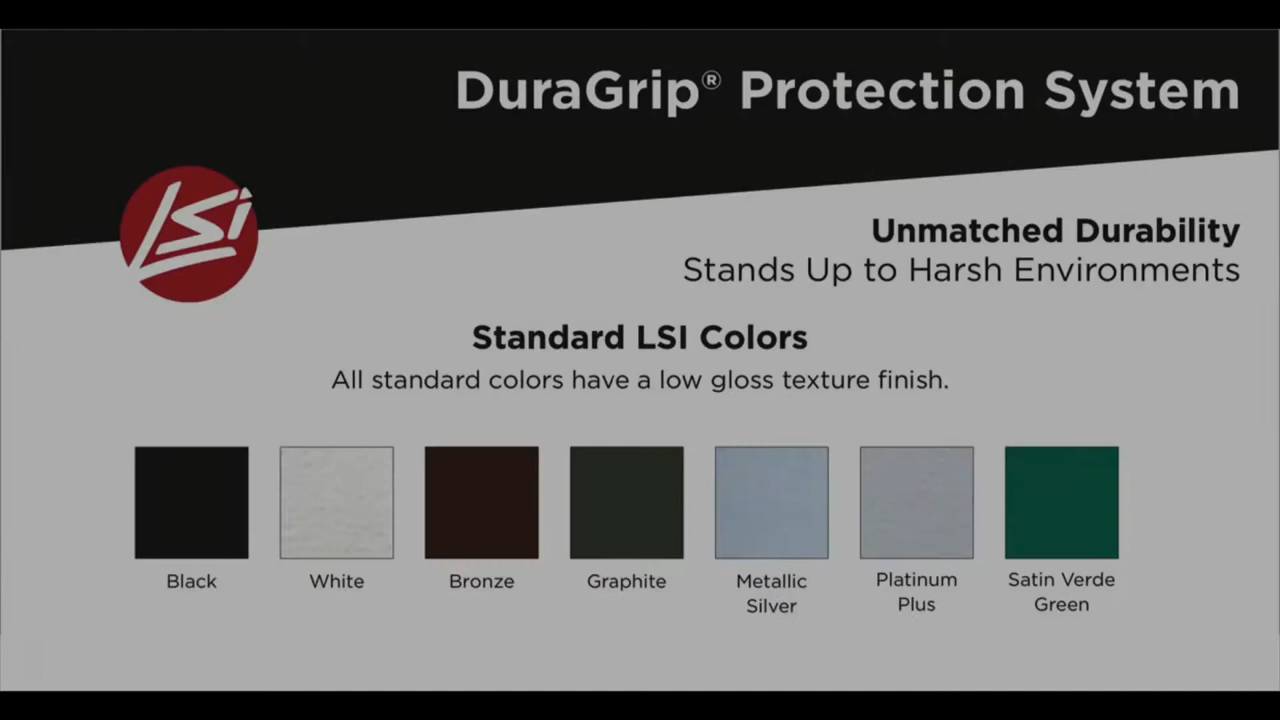 DuraGrip® Protection System
LSi
Unmatched Durability
Stands Up to Harsh Environments
Standard LSI Colors
All standard colors have a low gloss texture finish.
Black
White
Bronze
Graphite
Metallic
Silver
Platinum
Plus
Satin Verde
Green